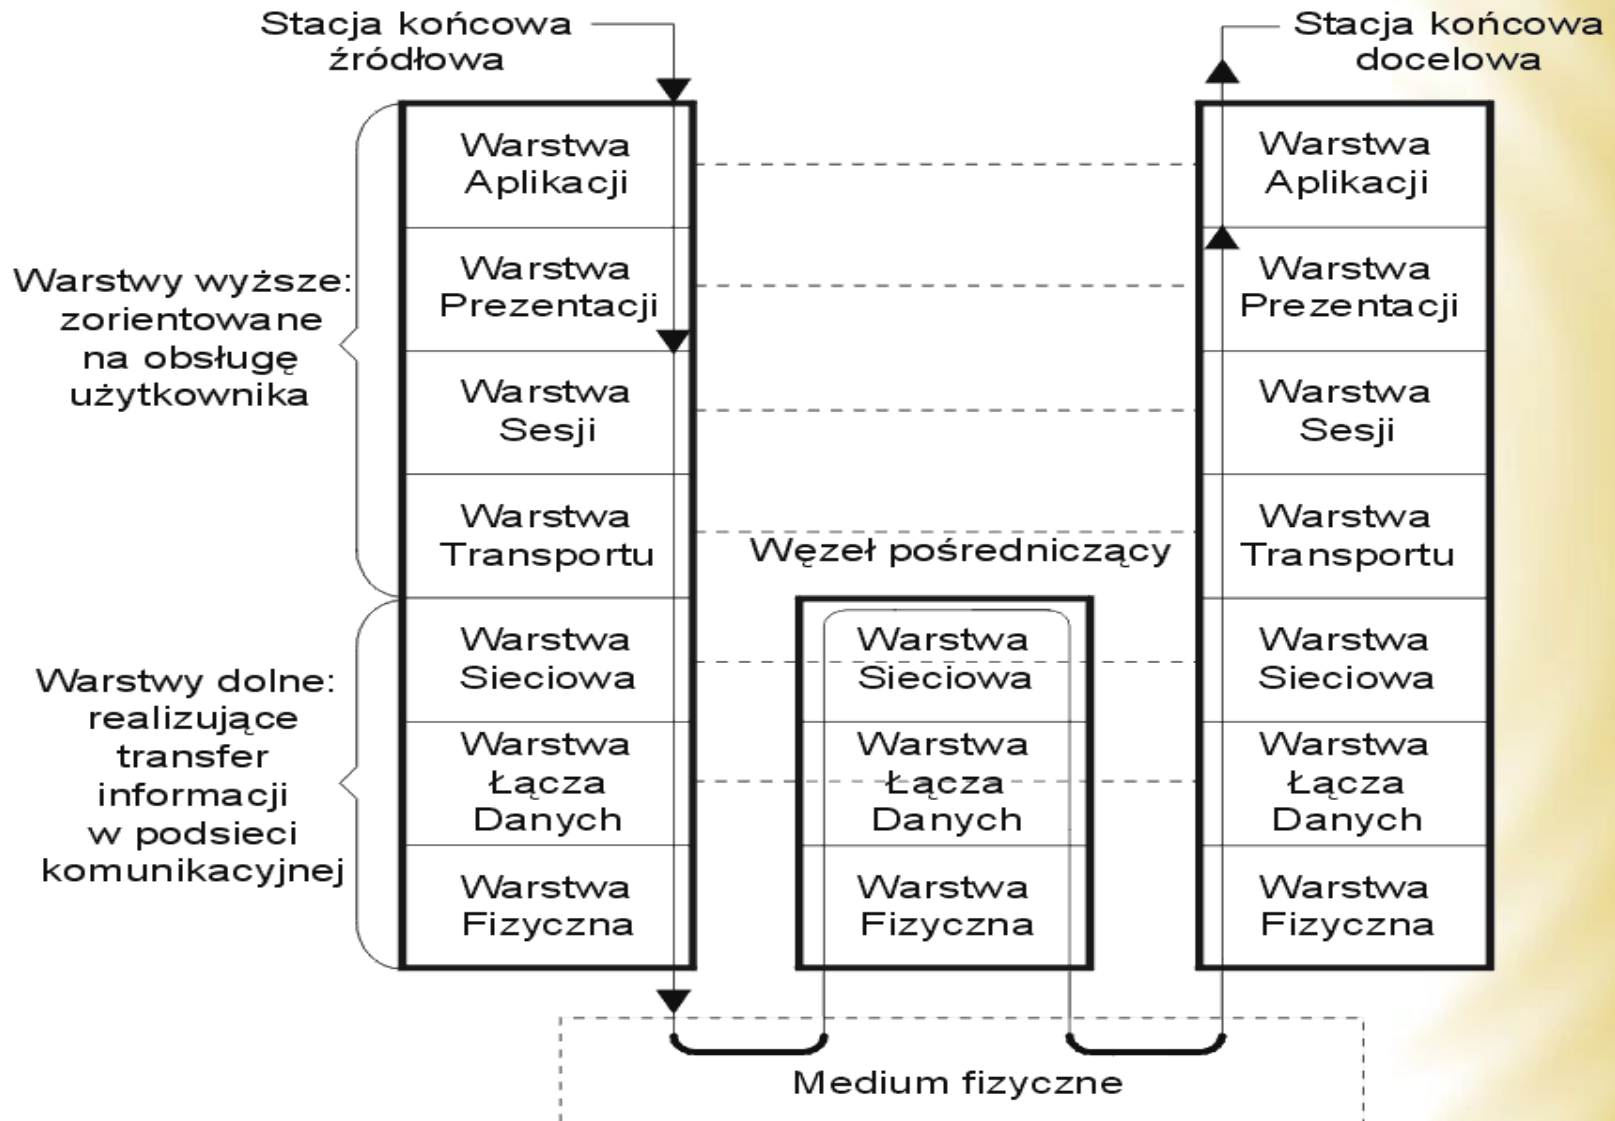 Stacja końcowa
źródłowa
Stacja końcowa
docelowa
Warstwy wyższe:
zorientowane
na obsługę
użytkownika
Warstwy dolne:
realizujące
transfer
informacji
w podsieci
komunikacyjnej
Warstwa
Aplikacji
Warstwa
Prezentacji
Warstwa
Sesji
Warstwa
Transportu
Warstwa
Sieciowa
Warstwa
Łącza
Danych
Warstwa
Fizyczna
Węzeł pośredniczący
Warstwa
Sieciowa
Warstwa
Łącza
Danych
Warstwa
Fizyczna
Warstwa
Aplikacji
Warstwa
Prezentacji
Warstwa
Sesji
Warstwa
Transportu
Warstwa
Sieciowa
Warstwa
Łącza
Danych
Warstwa
Fizyczna
Medium fizyczne